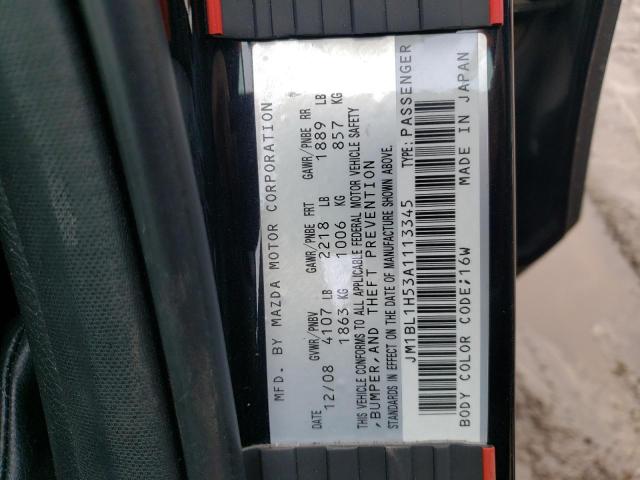 MFD. BY MAZDA MOTOR CORPORATION
DATE GVWR/PNBV GAWR/PNBE FRT GAWR/PNBE RR
12/08 4107 LB 2218 LB 1889 LB
1863 KG 1006 KG 857 KG
THIS VEHICLE CONFORMS TO ALL APPLICABLE FEDERAL MOTOR VEHICLE SAFETY
,BUMPER,AND THEFT PREVENTION
STANDARDS IN EFFECT ON THE DATE OF MANUFACTURE SHOWN ABOVE.
JM1BL1H53A1113345 TYPE: PASSENGER
BODY COLOR CODE;16W MADE IN JAPAN